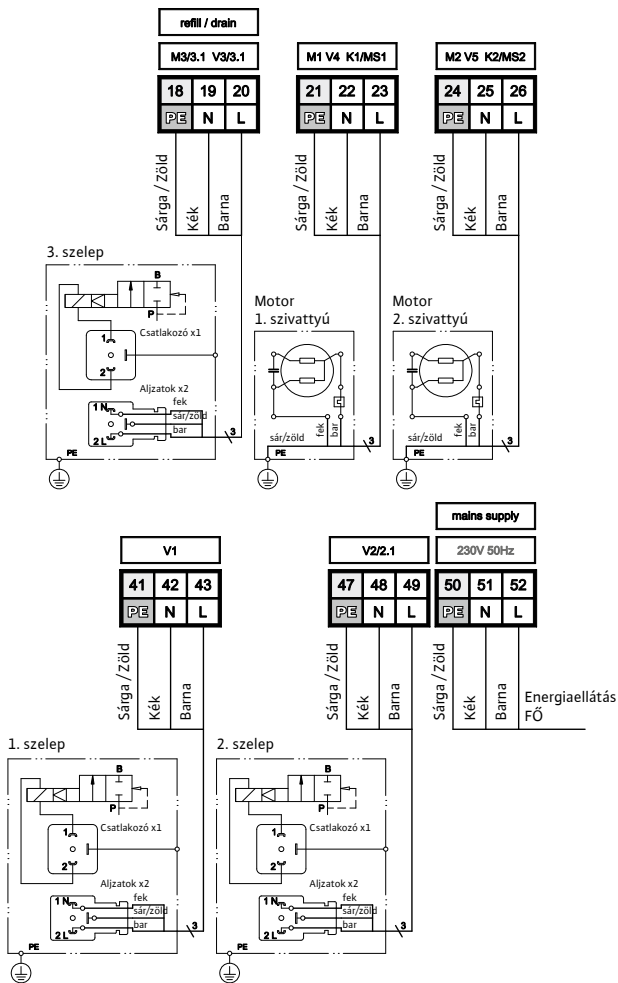 refill / drain
M3/3.1 V3/3.1
18 19 20
PE N L
Sárga / Zöld
Kék
Barna
M1 V4 K1/MS1
21 22 23
PE N L
Sárga / Zöld
Kék
Barna
M2 V5 K2/MS2
24 25 26
PE N L
Sárga / Zöld
Kék
Barna
3. szelep
B
P
1
Csatlakozó x1
2
Aljzatok x2
1 N
fek
sár/zöld
2 L
bar
3
PE
Motor
1. szivattyú
sár/zöld
fek
bar
3
PE
Motor
2. szivattyú
sár/zöld
fek
bar
3
PE
V1
41 42 43
PE N L
Sárga / Zöld
Kék
Barna
V2/2.1
47 48 49
PE N L
Sárga / Zöld
Kék
Barna
mains supply
230V 50Hz
50 51 52
PE N L
Sárga / Zöld
Kék
Barna
Energiaellátás
FŐ
1. szelep
B
P
1
Csatlakozó x1
2
Aljzatok x2
1 N
fek
sár/zöld
2 L
bar
3
PE
2. szelep
B
P
1
Csatlakozó x1
2
Aljzatok x2
1 N
fek
sár/zöld
2 L
bar
3
PE